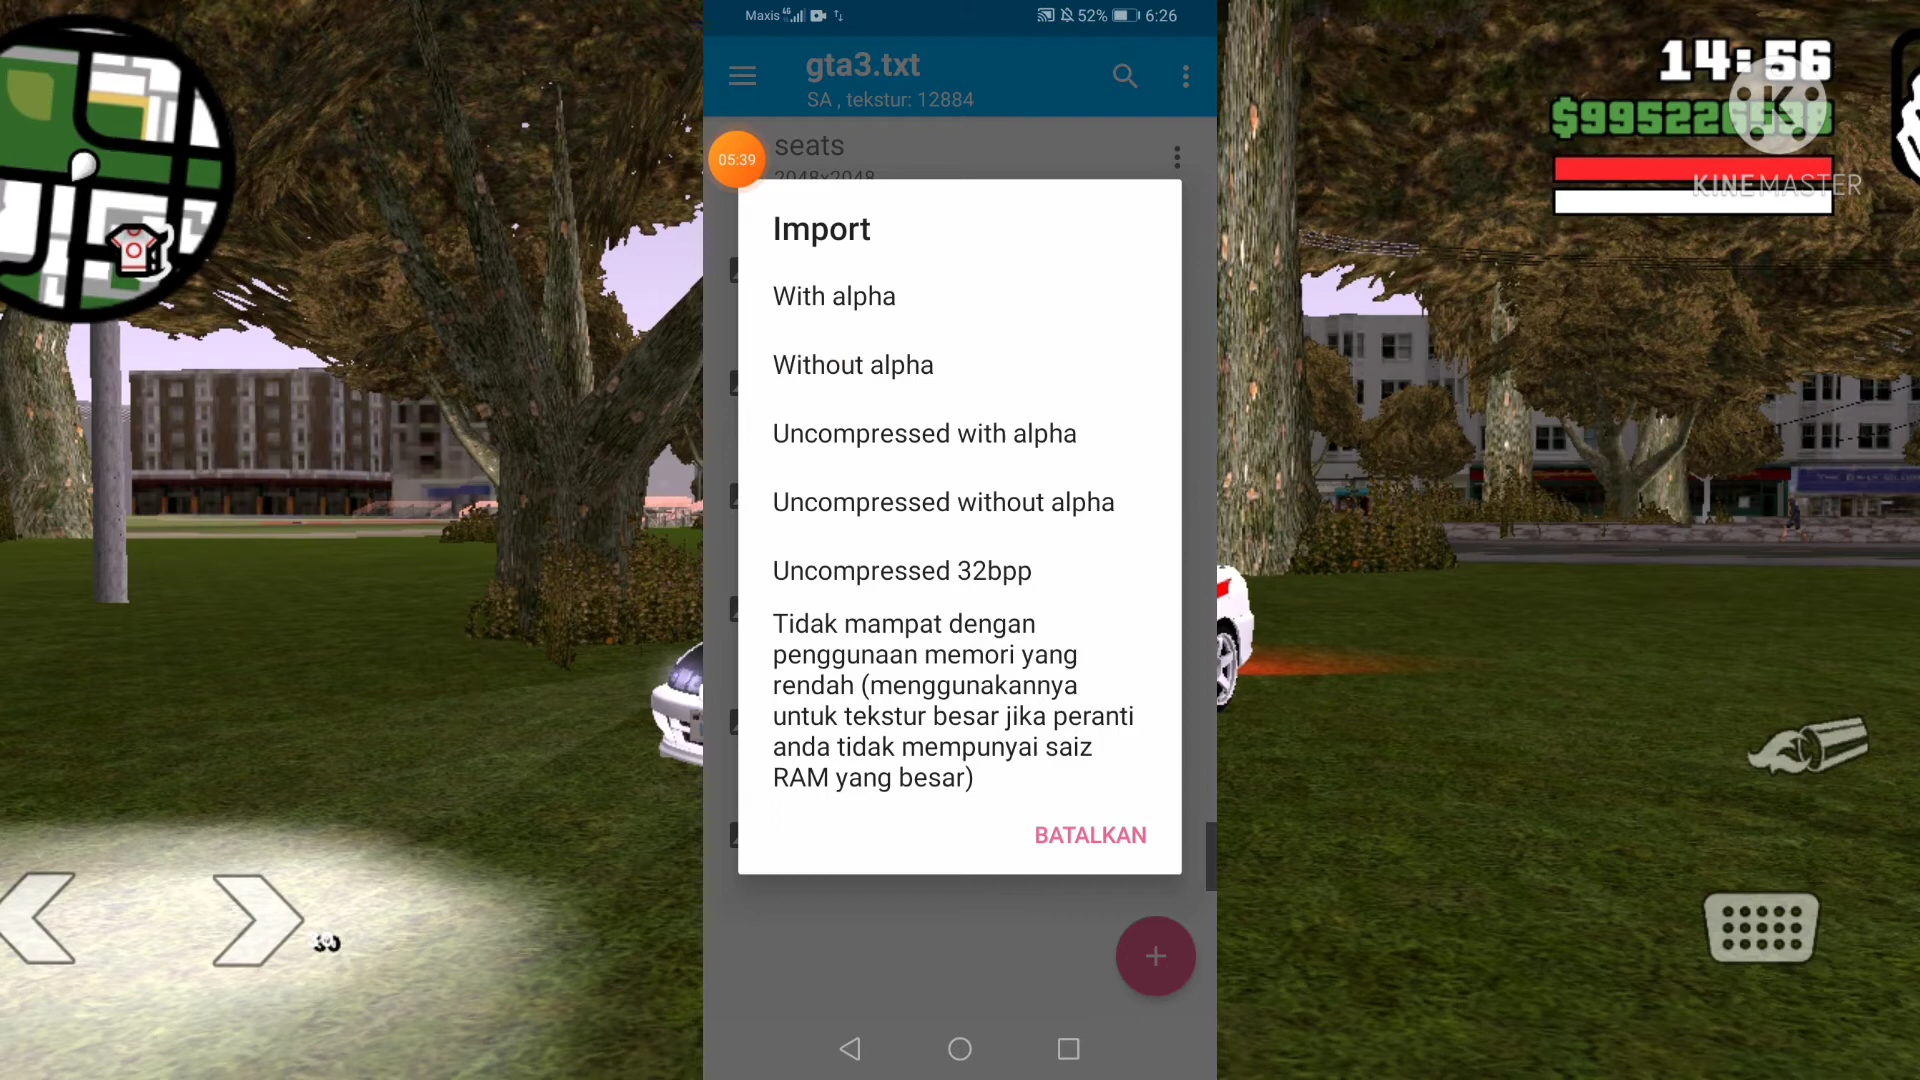 Maxis 4G 52% 6:26
gta3.txt
SA , tekstur: 12884
seats
2048x2048
05:39
Import
With alpha
Without alpha
Uncompressed with alpha
Uncompressed without alpha
Uncompressed 32bpp
Tidak mampat dengan
penggunaan memori yang
rendah (menggunakannya
untuk tekstur besar jika peranti
anda tidak mempunyai saiz
RAM yang besar)
BATALKAN
14:56
KINEMASTER